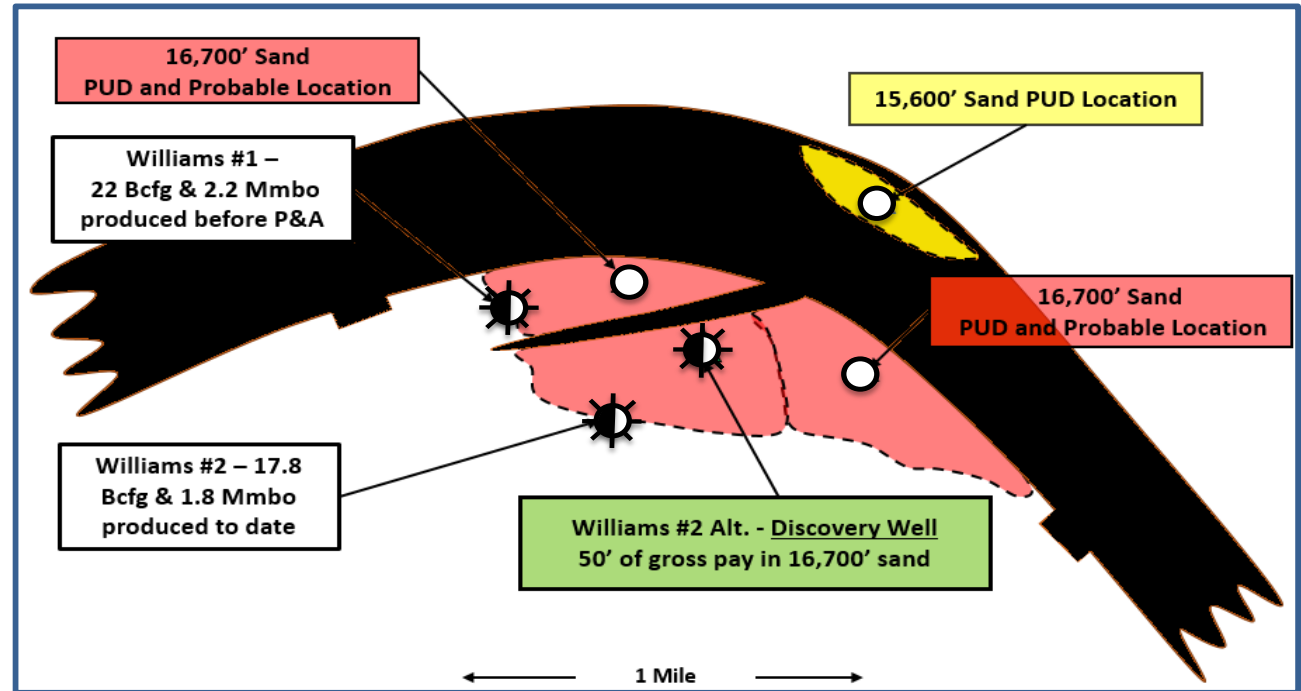 16,700’ Sand
PUD and Probable Location
15,600’ Sand PUD Location
Williams #1 –
22 Bcfg & 2.2 Mmbo
produced before P&A
16,700’ Sand
PUD and Probable Location
Williams #2 – 17.8
Bcfg & 1.8 Mmbo
produced to date
Williams #2 Alt. - Discovery Well
50’ of gross pay in 16,700’ sand
1 Mile